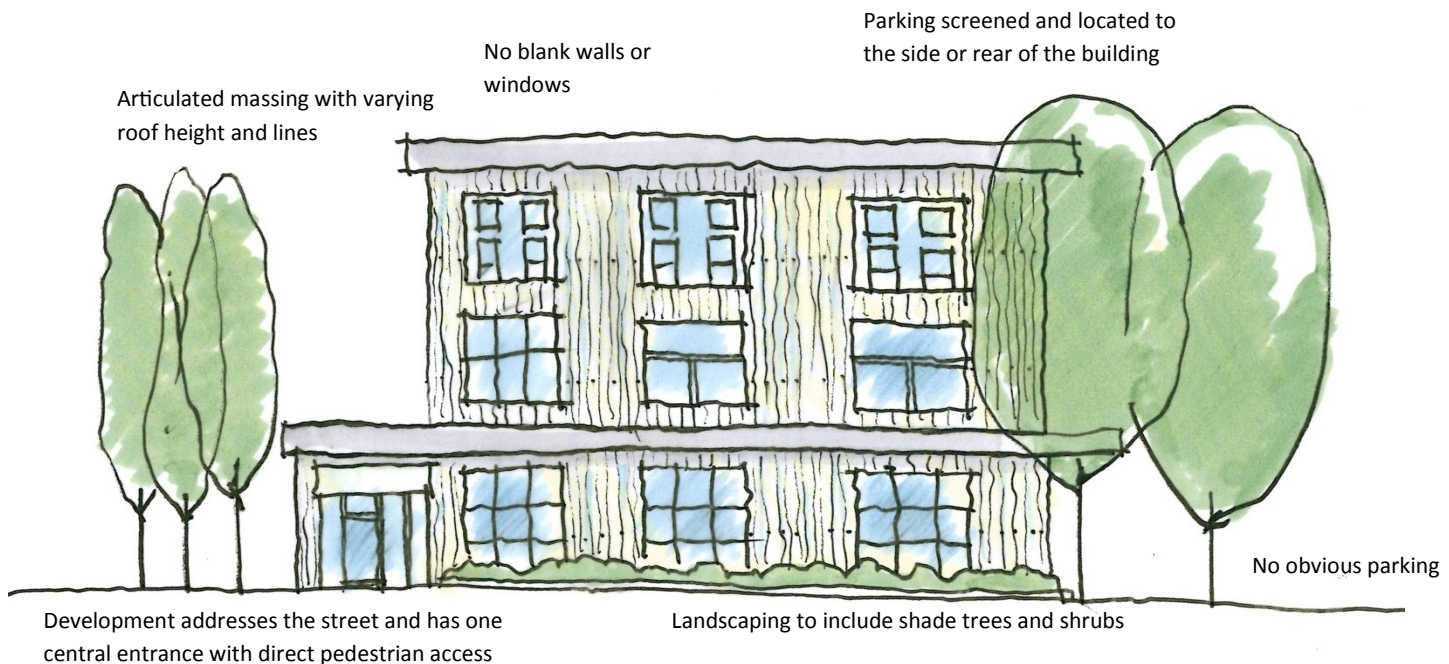 Parking screened and located to
the side or rear of the building
No blank walls or
windows
Articulated massing with varying
roof height and lines
No obvious parking
Development addresses the street and has one
central entrance with direct pedestrian access
Landscaping to include shade trees and shrubs